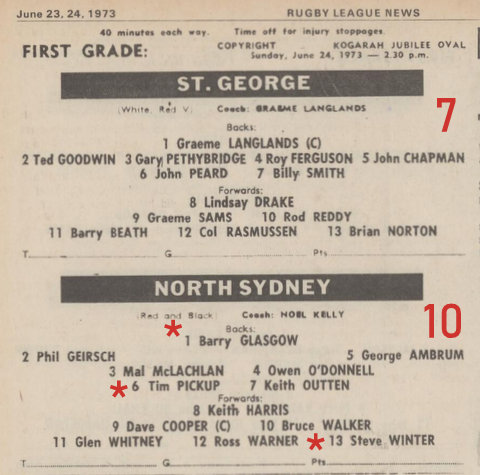 June 23, 24, 1973 RUGBY LEAGUE NEWS
40 minutes each way. Time off for injury stoppages.
FIRST GRADE: COPYRIGHT KOGARAH JUBILEE OVAL
Sunday, June 24, 1973 — 2.30 p.m.
ST. GEORGE
(White, Red V) Coach: GRAEME LANGLANDS
7
Backs:
1 Graeme LANGLANDS (C)
2 Ted GOODWIN 3 Gary PETHYBRIDGE 4 Roy FERGUSON 5 John CHAPMAN
6 John PEARD 7 Billy SMITH
Forwards:
8 Lindsay DRAKE
9 Graeme SAMS 10 Rod REDDY
11 Barry BEATH 12 Col RASMUSSEN 13 Brian NORTON
T. G. Pts.
NORTH SYDNEY
(Red and Black) Coach: NOEL KELLY
10
* Backs:
1 Barry GLASGOW
2 Phil GEIRSCH 5 George AMBRUM
3 Mal McLACHLAN 4 Owen O'DONNELL
* 6 Tim PICKUP 7 Keith OUTTEN
Forwards:
8 Keith HARRIS
9 Dave COOPER (C) 10 Bruce WALKER
11 Glen WHITNEY 12 Ross WARNER * 13 Steve WINTER
T. G. Pts.